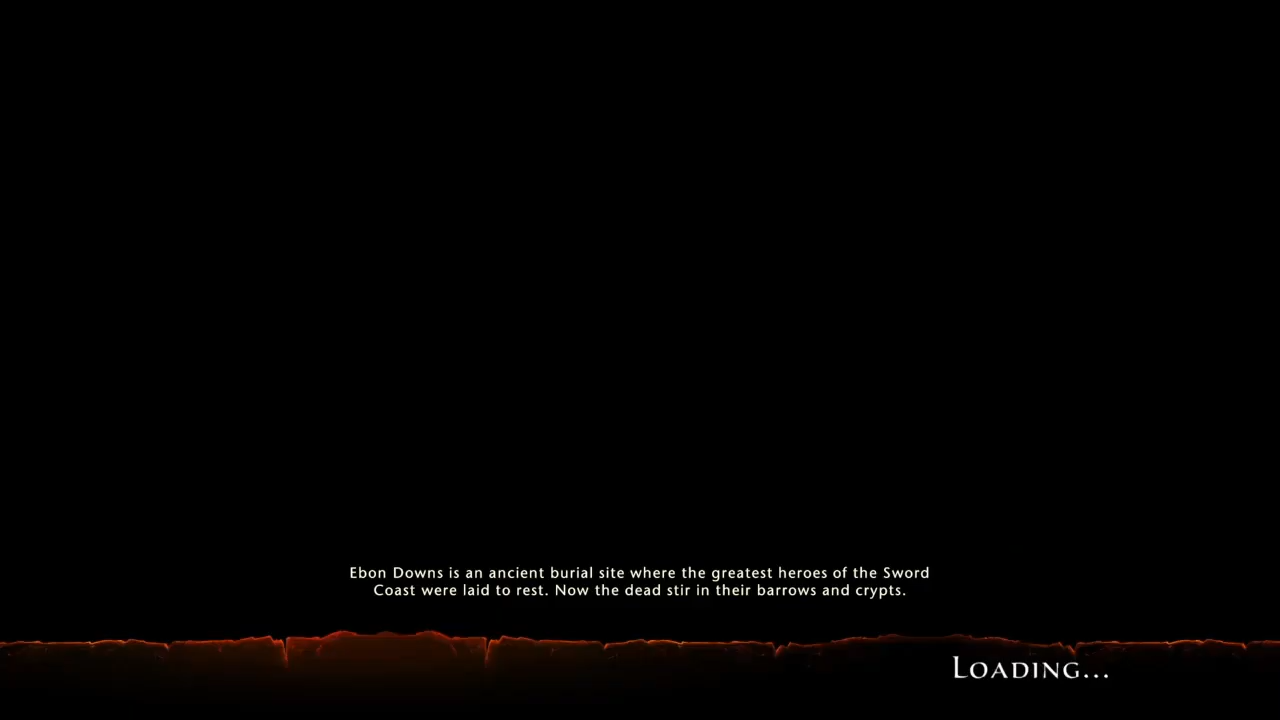 Ebon Downs is an ancient burial site where the greatest heroes of the Sword
Coast were laid to rest. Now the dead stir in their barrows and crypts.
Loading...